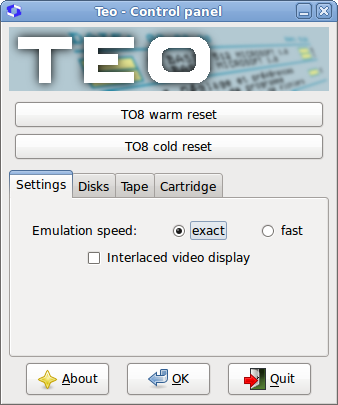 Teo - Control panel
TEO
TO8 warm reset
TO8 cold reset
Settings Disks Tape Cartridge
Emulation speed: exact fast
Interlaced video display
About OK Quit